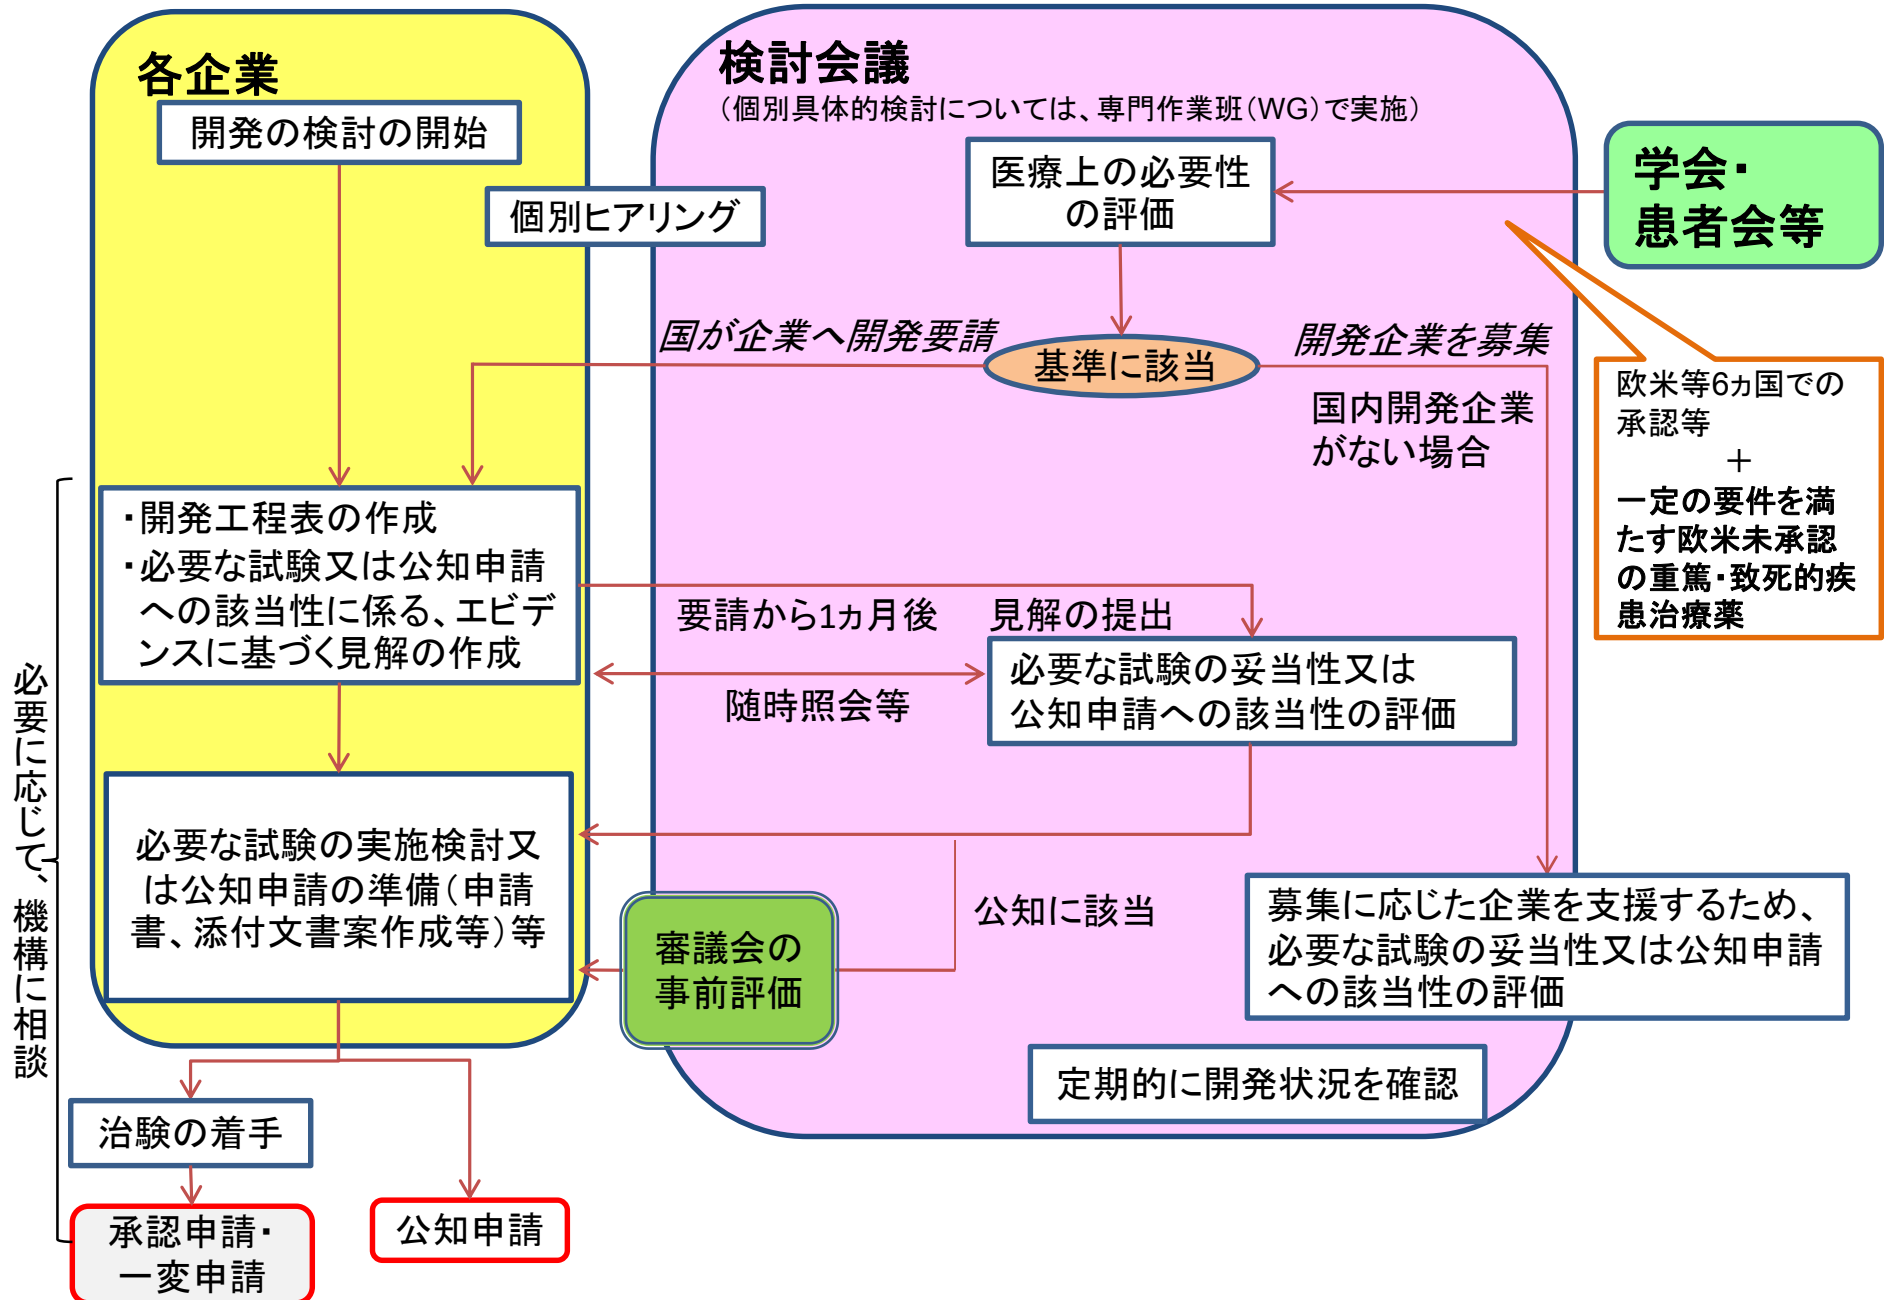 各企業
開発の検討の開始
個別ヒアリング
検討会議
（個別具体的検討については、専門作業班（WG）で実施）
医療上の必要性
の評価
学会・
患者会等
国が企業へ開発要請
基準に該当
開発企業を募集
国内開発企業
がない場合
欧米等6ヵ国での
承認等
＋
一定の要件を満
たす欧米未承認
の重篤・致死的疾
患治療薬
・開発工程表の作成
・必要な試験又は公知申請
への該当性に係る、エビデ
ンスに基づく見解の作成
要請から1ヵ月後
見解の提出
随時照会等
必要な試験の妥当性又は
公知申請への該当性の評価
必要な試験の実施検討又
は公知申請の準備（申請
書、添付文書案作成等）等
公知に該当
審議会の
事前評価
募集に応じた企業を支援するため、
必要な試験の妥当性又は公知申請
への該当性の評価
定期的に開発状況を確認
必要に応じて、機構に相談
治験の着手
承認申請・
一変申請
公知申請